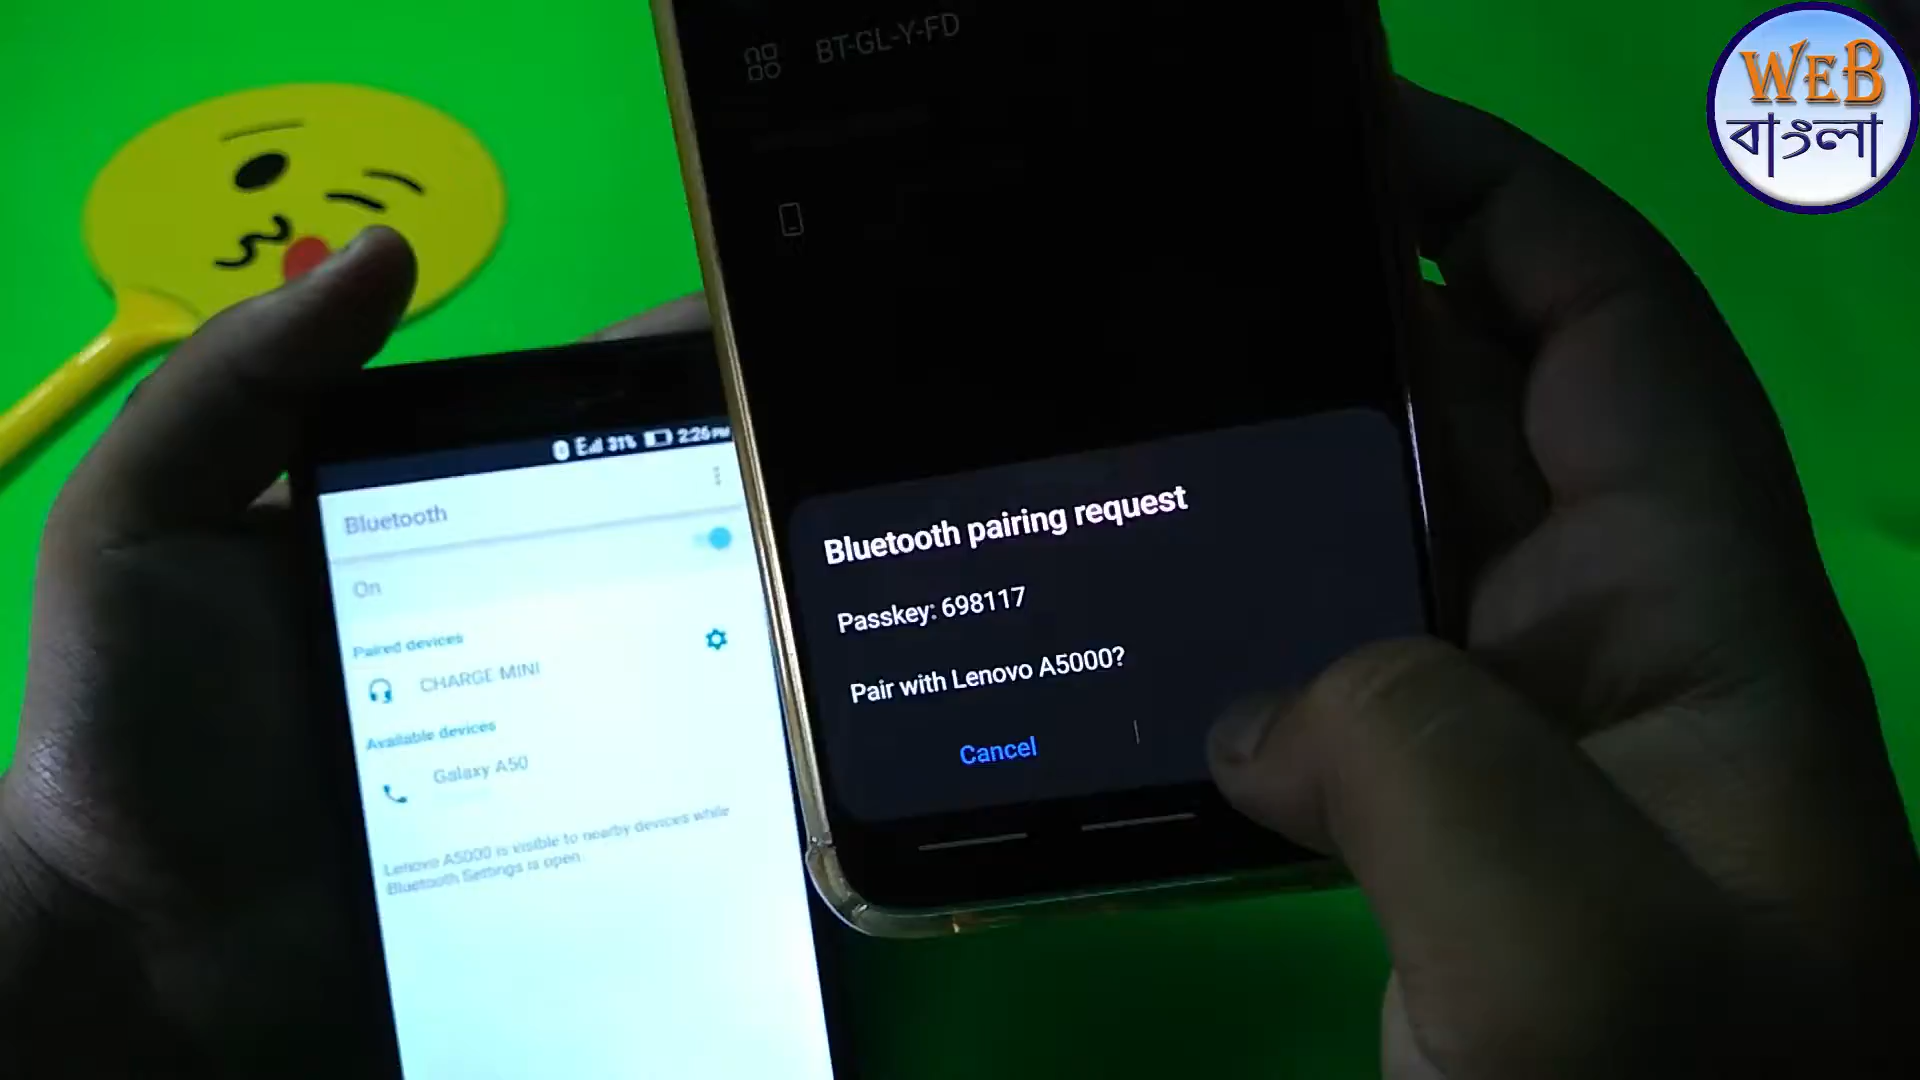 BT-GL-Y-FD
WEB
বাংলা
31% 2:26 PM
Bluetooth
On
Paired devices
CHARGE MINI
Available devices
Galaxy A50
Lenovo A5000 is visible to nearby devices while
Bluetooth Settings is open.
Bluetooth pairing request
Passkey: 698117
Pair with Lenovo A5000?
Cancel